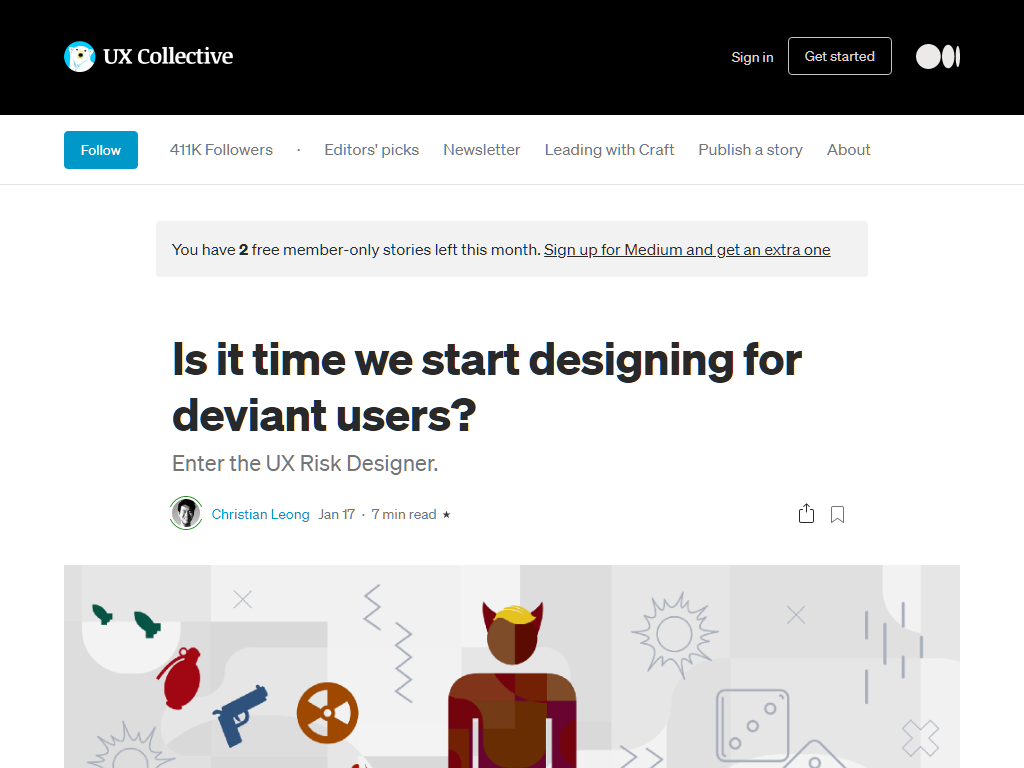 UX Collective
Sign in
Get started
Follow
411K Followers · Editors' picks Newsletter Leading with Craft Publish a story About
You have 2 free member-only stories left this month. Sign up for Medium and get an extra one
Is it time we start designing for
deviant users?
Enter the UX Risk Designer.
Christian Leong Jan 17 · 7 min read ★